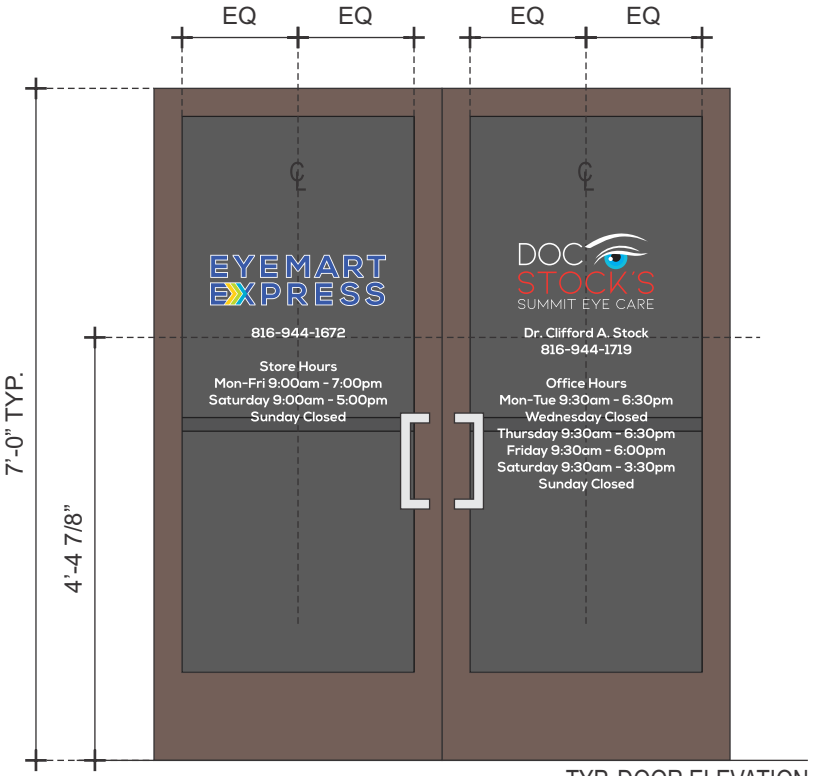 EQ EQ EQ EQ
℄ ℄
EYEMART
EXPRESS
816-944-1672
Store Hours
Mon-Fri 9:00am - 7:00pm
Saturday 9:00am - 5:00pm
Sunday Closed
DOC
STOCK'S
SUMMIT EYE CARE
Dr. Clifford A. Stock
816-944-1719
Office Hours
Mon-Tue 9:30am - 6:30pm
Wednesday Closed
Thursday 9:30am - 6:30pm
Friday 9:30am - 6:00pm
Saturday 9:30am - 3:30pm
Sunday Closed
7'-0" TYP.
4'-4 7/8"
TYP. DOOR ELEVATION